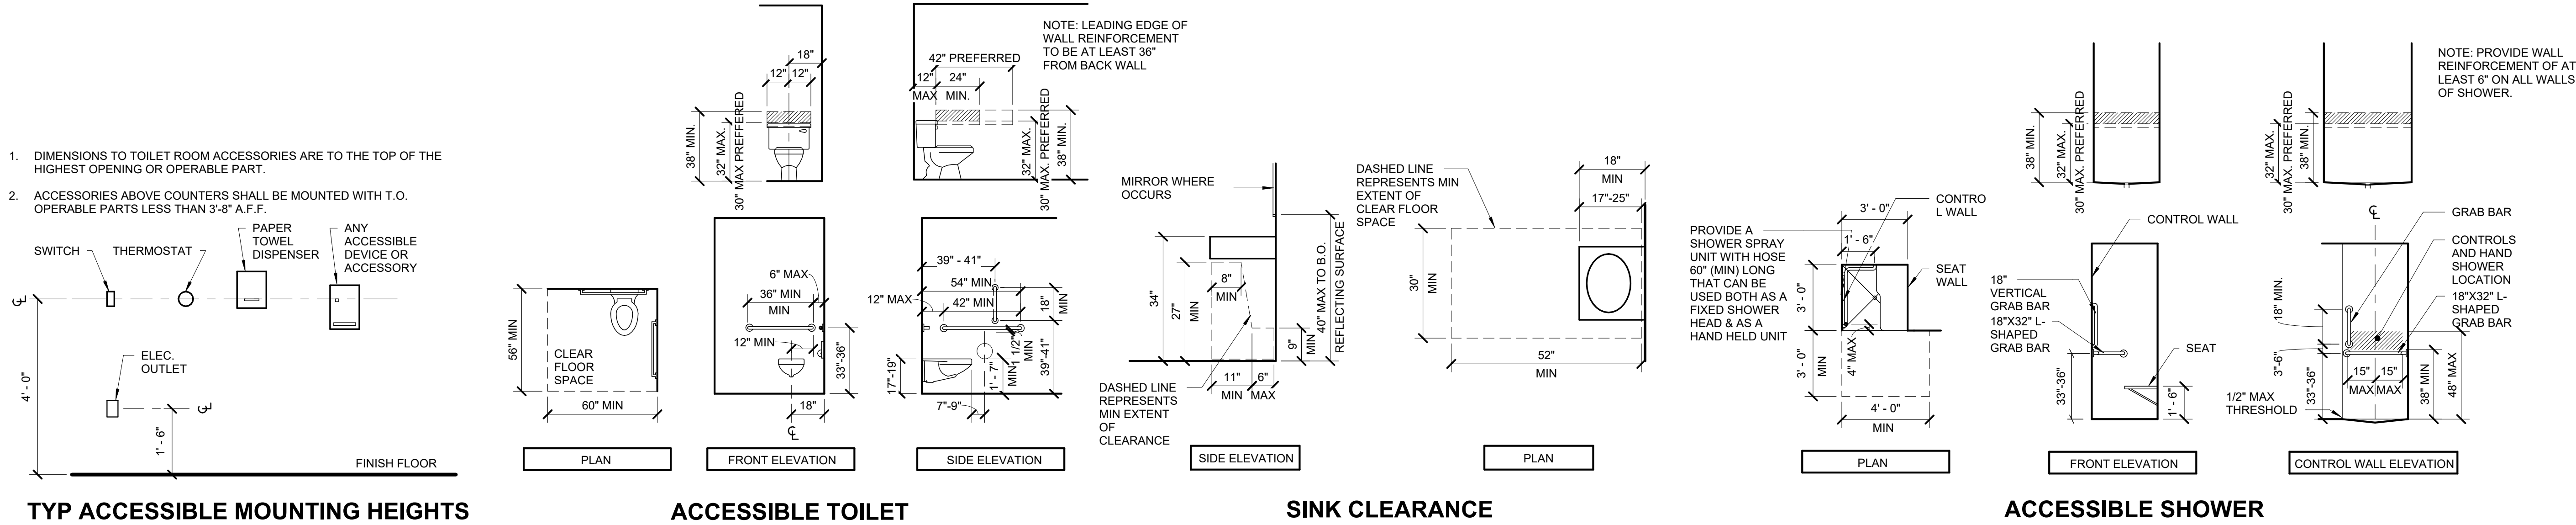 1. DIMENSIONS TO TOILET ROOM ACCESSORIES ARE TO THE TOP OF THE
HIGHEST OPENING OR OPERABLE PART.
2. ACCESSORIES ABOVE COUNTERS SHALL BE MOUNTED WITH T.O.
OPERABLE PARTS LESS THAN 3'-8" A.F.F.
SWITCH
THERMOSTAT
PAPER
TOWEL
DISPENSER
ANY
ACCESSIBLE
DEVICE OR
ACCESSORY
CL
ELEC.
OUTLET
CL
4' - 0"
1' - 6"
FINISH FLOOR
TYP ACCESSIBLE MOUNTING HEIGHTS
18"
12" 12"
38" MIN.
32" MAX.
30" MAX PREFFERRED
NOTE: LEADING EDGE OF
WALL REINFORCEMENT
TO BE AT LEAST 36"
FROM BACK WALL
42" PREFERRED
12"
MAX
24"
MIN.
32" MAX.
30" MAX. PREFERRED
38" MIN.
56" MIN
CLEAR
FLOOR
SPACE
60" MIN
PLAN
6" MAX
36" MIN
12" MIN
33"-36"
18"
CL
FRONT ELEVATION
39" - 41"
54" MIN
12" MAX
42" MIN
18"
MIN
17"-19"
7"-9"
1' - 7"
MIN
1 1/2"
39"-41"
SIDE ELEVATION
ACCESSIBLE TOILET
MIRROR WHERE
OCCURS
34"
27"
MIN
8"
MIN
9"
MIN
40" MAX TO B.O.
REFLECTING SURFACE
11"
MIN
6"
MAX
DASHED LINE
REPRESENTS
MIN EXTENT
OF
CLEARANCE
SIDE ELEVATION
DASHED LINE
REPRESENTS MIN
EXTENT OF
CLEAR FLOOR
SPACE
18"
MIN
17"-25"
30"
MIN
52"
MIN
PLAN
SINK CLEARANCE
PROVIDE A
SHOWER SPRAY
UNIT WITH HOSE
60" (MIN) LONG
THAT CAN BE
USED BOTH AS A
FIXED SHOWER
HEAD & AS A
HAND HELD UNIT
CONTRO
L WALL
3' - 0"
1' - 6"
SEAT
WALL
3' - 0"
3' - 0"
MIN
4" MAX
4' - 0"
MIN
PLAN
38" MIN.
32" MAX.
30" MAX. PREFERRED
CONTROL WALL
18"
VERTICAL
GRAB BAR
18"X32" L-
SHAPED
GRAB BAR
SEAT
33"-36"
1' - 6"
FRONT ELEVATION
32" MAX.
30" MAX. PREFERRED
38" MIN.
NOTE: PROVIDE WALL
REINFORCEMENT OF AT
LEAST 6" ON ALL WALLS
OF SHOWER.
CL
GRAB BAR
CONTROLS
AND HAND
SHOWER
LOCATION
18"X32" L-
SHAPED
GRAB BAR
18" MIN.
3"-6"
33"-36"
15"
MAX
15"
MAX
38" MIN
48" MAX
1/2" MAX
THRESHOLD
CONTROL WALL ELEVATION
ACCESSIBLE SHOWER